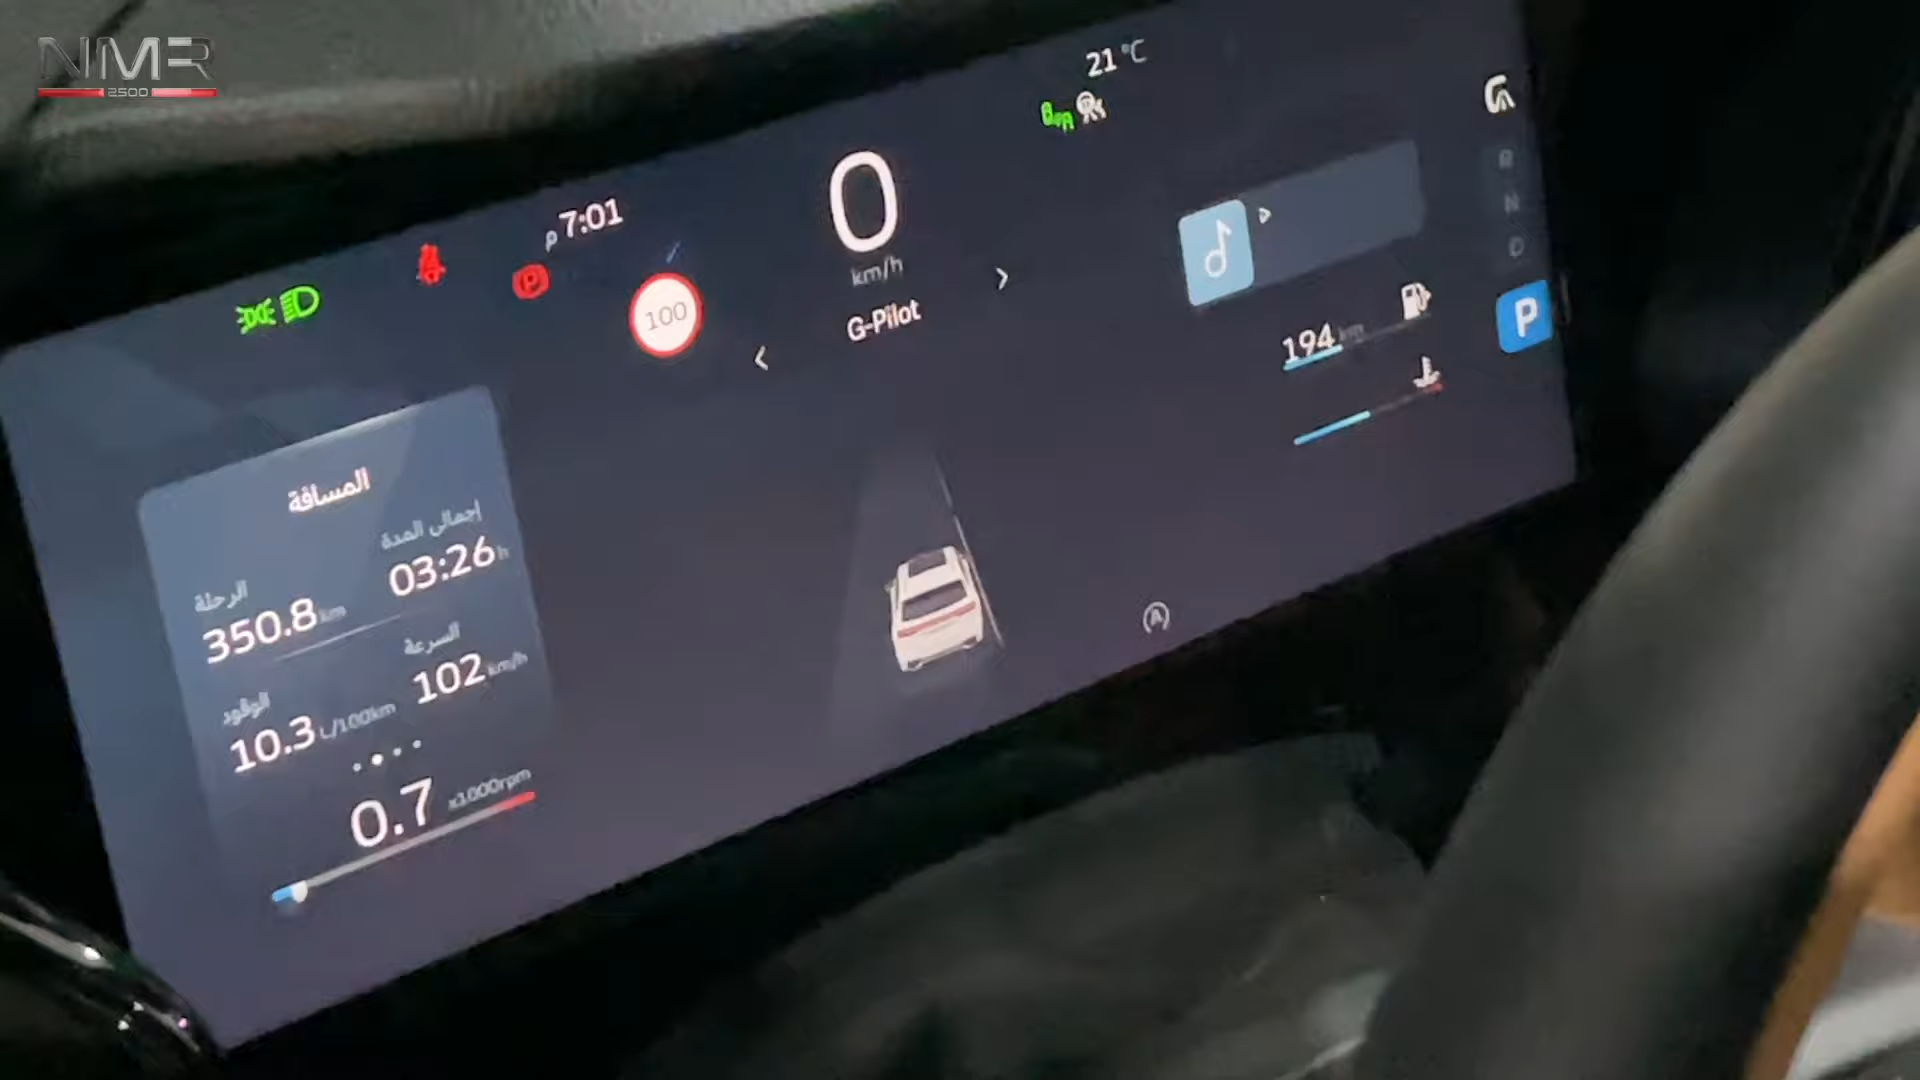 NMR
2500
21 °C
7:01 م
0
km/h
G-Pilot
100
R
N
D
P
194 km
المسافة
إجمالي المدة
03:26 h
الرحلة
350.8 km
السرعة
102 km/h
الوقود
10.3 L/100km
0.7 x1000rpm